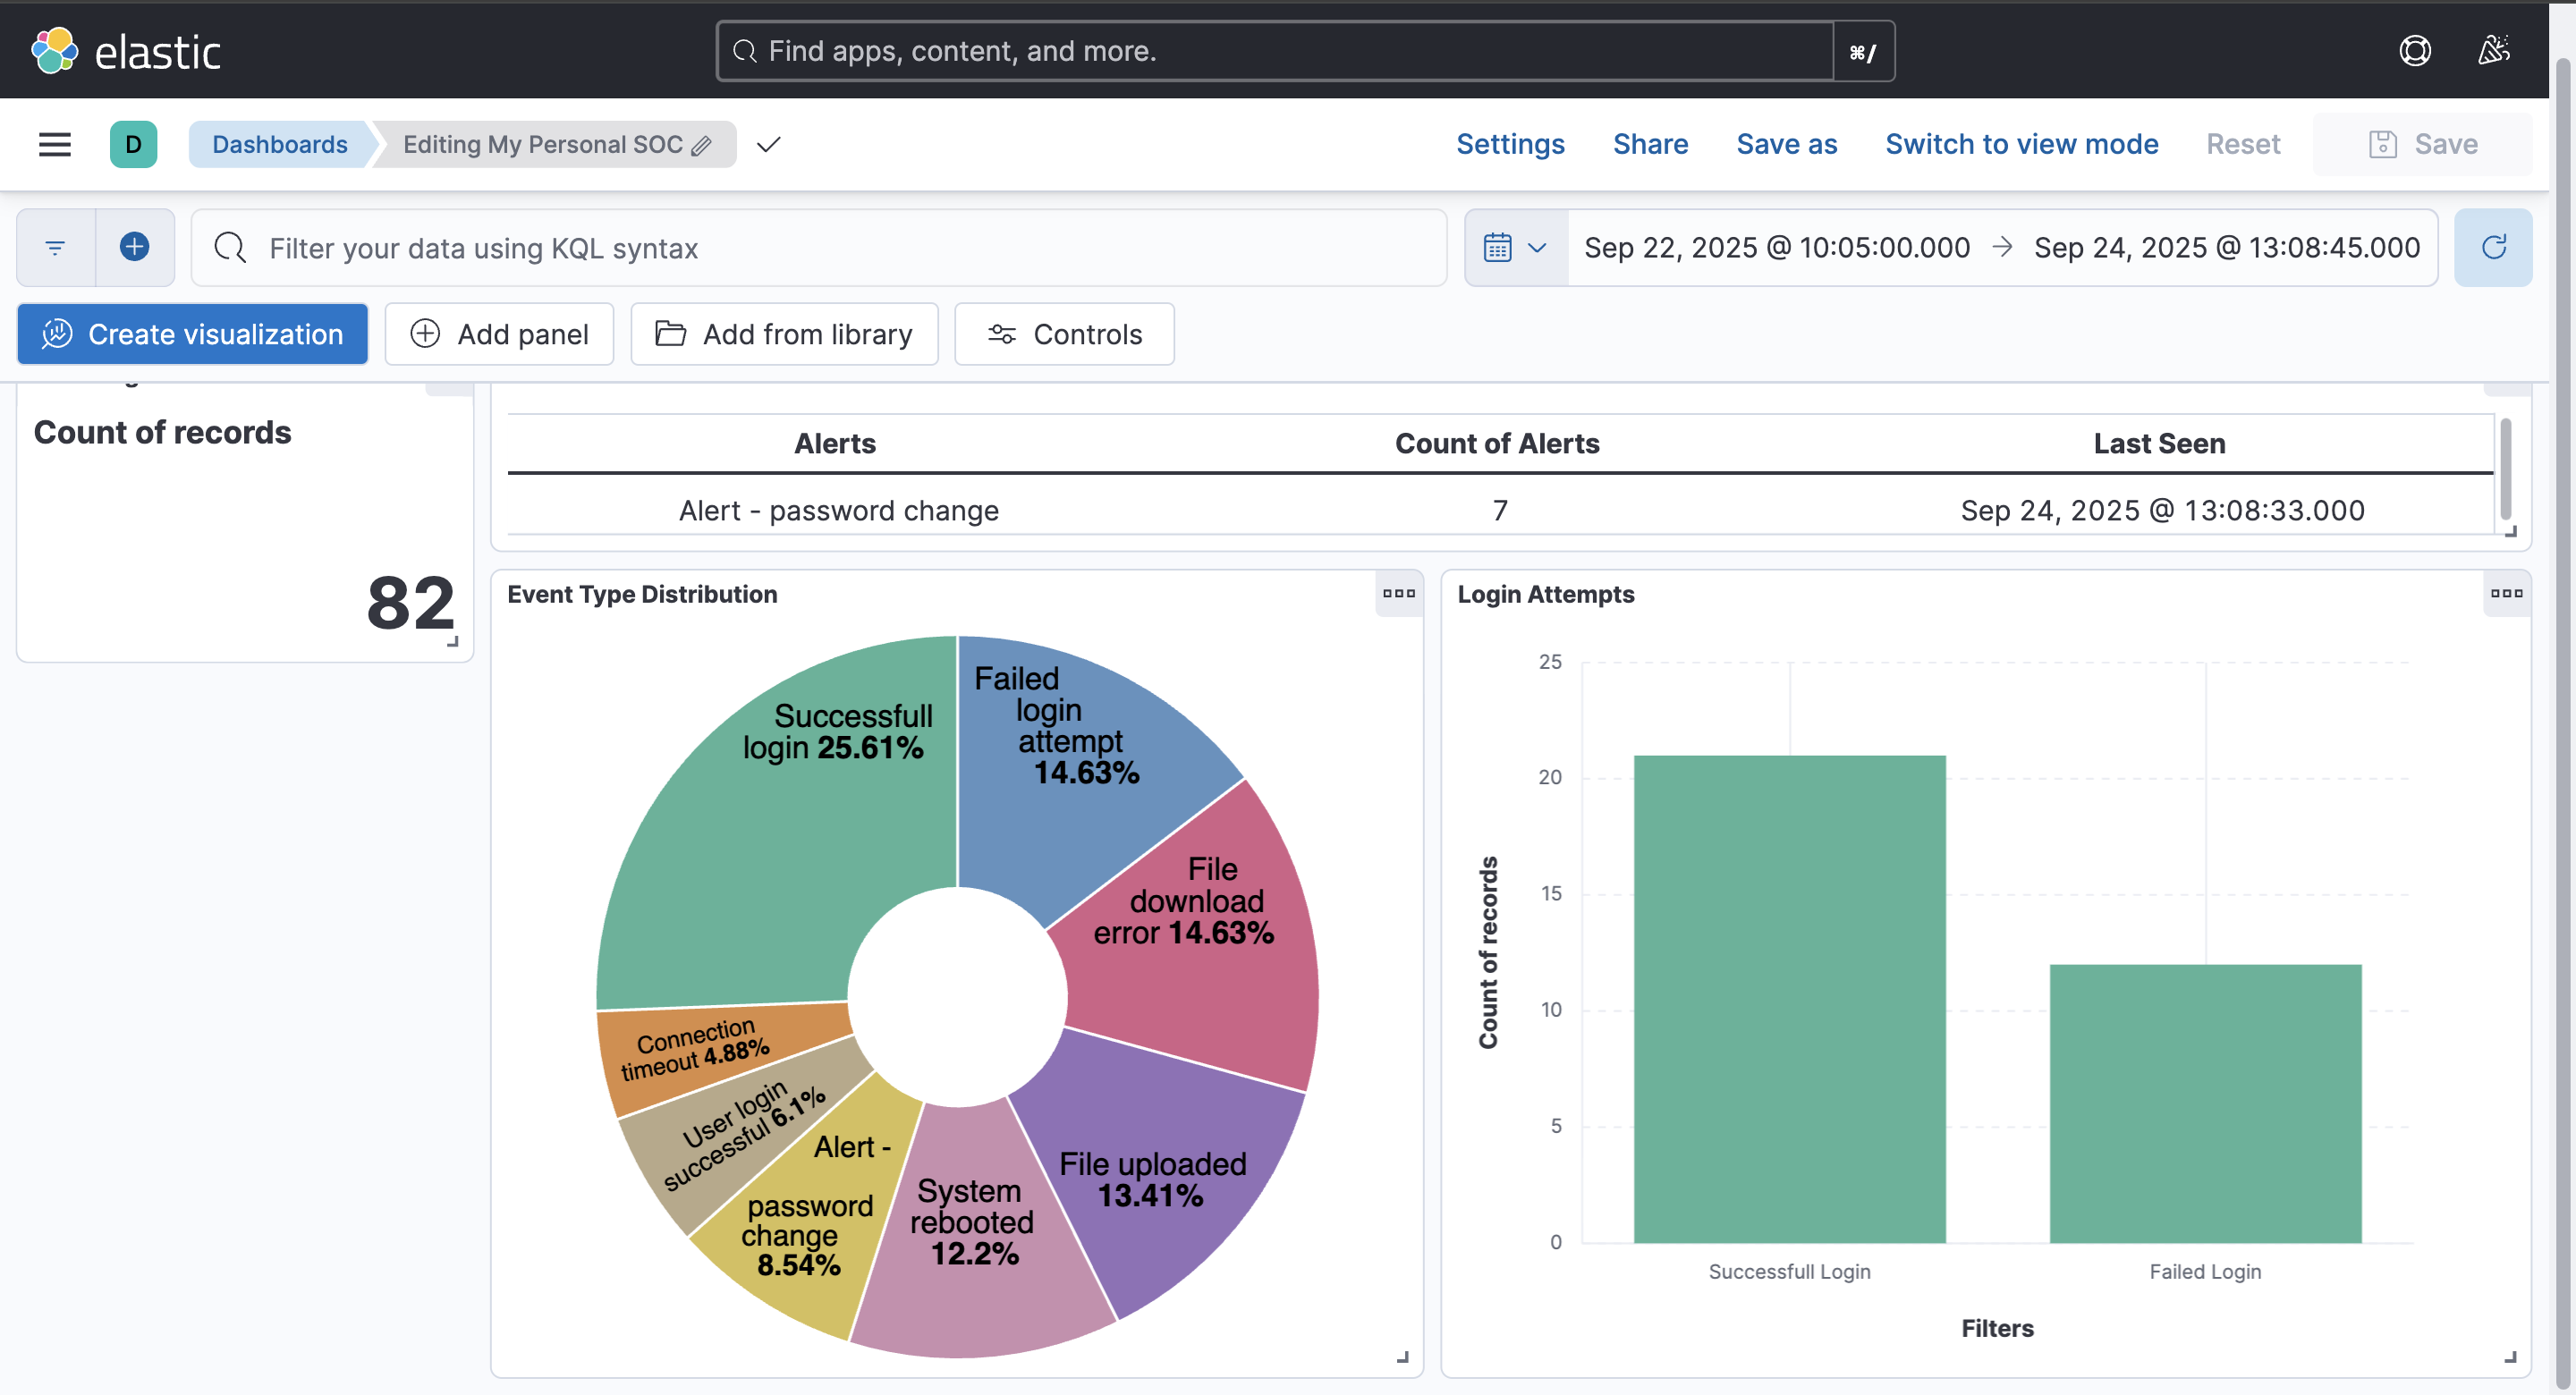 elastic
Find apps, content, and more.
⌘/
D
Dashboards
Editing My Personal SOC
Settings
Share
Save as
Switch to view mode
Reset
Save
Filter your data using KQL syntax
Sep 22, 2025 @ 10:05:00.000 → Sep 24, 2025 @ 13:08:45.000
Create visualization
Add panel
Add from library
Controls
Count of records
82
Alerts
Count of Alerts
Last Seen
Alert - password change
7
Sep 24, 2025 @ 13:08:33.000
Event Type Distribution
Successfull
login 25.61%
Failed
login
attempt
14.63%
File
download
error 14.63%
File uploaded
13.41%
System
rebooted
12.2%
Alert -
password
change
8.54%
User login
successful 6.1%
Connection
timeout 4.88%
Login Attempts
25
20
15
10
5
0
Count of records
Successfull Login
Failed Login
Filters